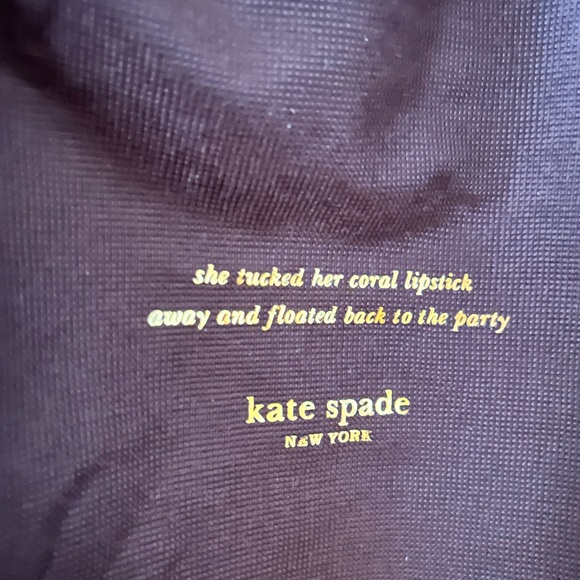 she tucked her coral lipstick
away and floated back to the party
kate spade
NEW YORK